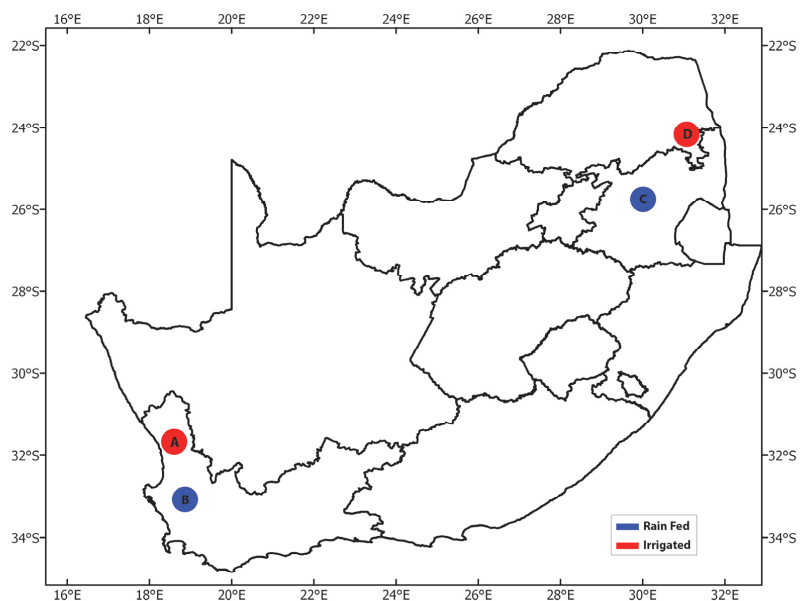 16°E 18°E 20°E 22°E 24°E 26°E 28°E 30°E 32°E
22°S 22°S
24°S D 24°S
C
26°S 26°S
28°S 28°S
30°S 30°S
A
32°S 32°S
B
34°S Rain Fed 34°S
Irrigated
16°E 18°E 20°E 22°E 24°E 26°E 28°E 30°E 32°E